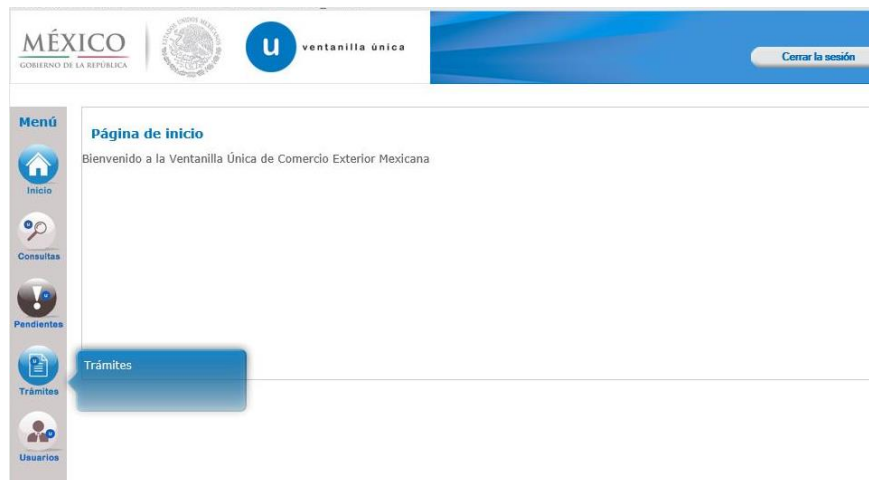 MÉXICO
GOBIERNO DE LA REPÚBLICA
u
ventanilla única
Cerrar la sesión
Menú
Inicio
Consultas
Pendientes
Trámites
Usuarios
Página de inicio
Bienvenido a la Ventanilla Única de Comercio Exterior Mexicana
Trámites